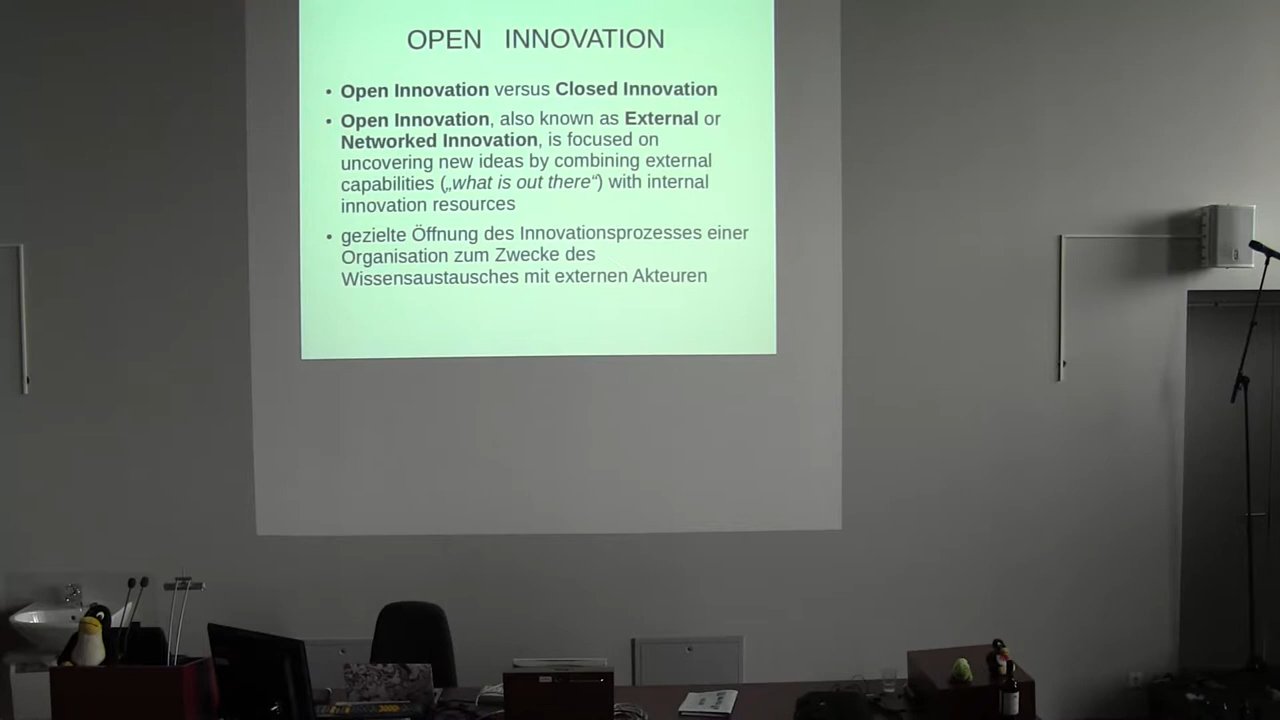 OPEN INNOVATION
• Open Innovation versus Closed Innovation
• Open Innovation, also known as External or
Networked Innovation, is focused on
uncovering new ideas by combining external
capabilities („what is out there“) with internal
innovation resources
• gezielte Öffnung des Innovationsprozesses einer
Organisation zum Zwecke des
Wissensaustausches mit externen Akteuren